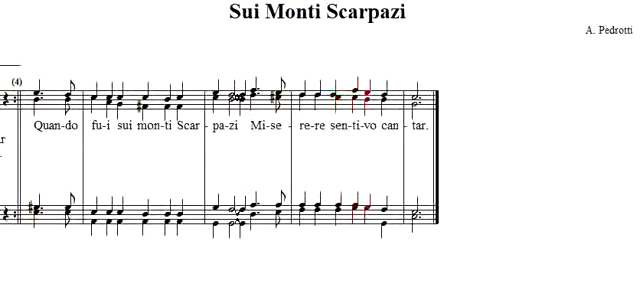 Sui Monti Scarpazi
A. Pedrotti
(4)
Quan-do fu-i sui mon-ti Scar - pa-zi Mi-se - re-re sen-ti-vo can - tar.